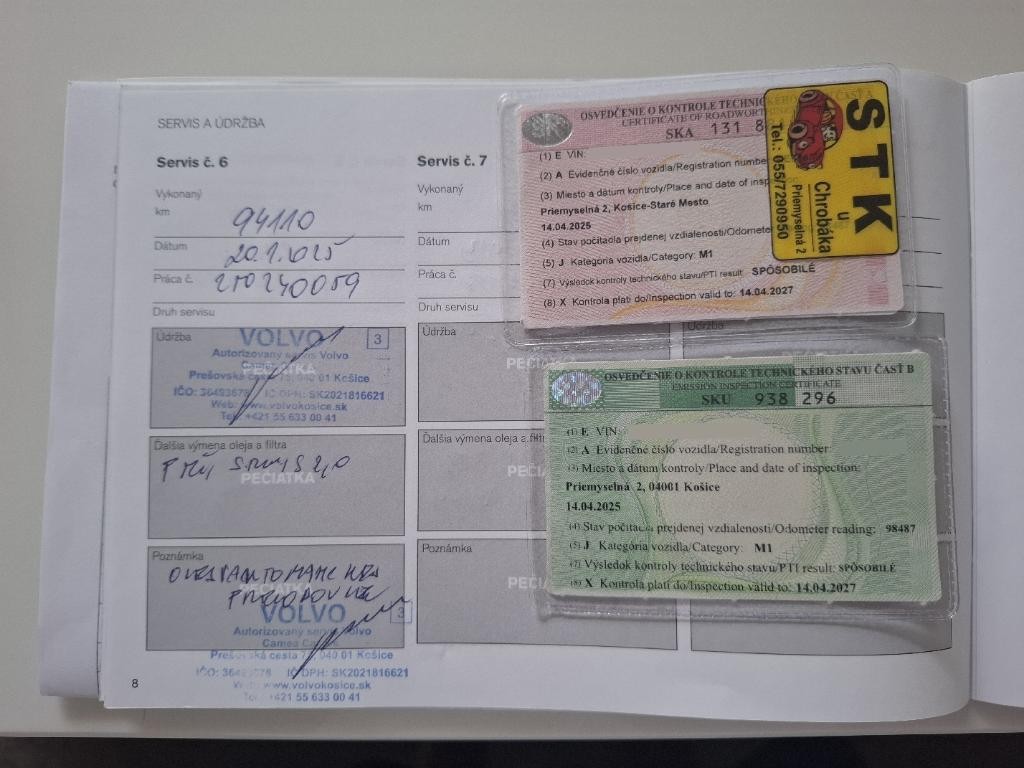 SERVIS A ÚDRŽBA
Servis č. 6
Vykonaný
km
94110
Dátum
Práca č.
210240059
Druh servisu
Údržba
VOLVO
3
Autorizovaný servis Volvo
Prešovská cesta 75, 040 01 Košice
IČ DPH: SK2021816621
Web: www.volvokosice.sk
Tel.: +421 55 633 00 41
Ďalšia výmena oleja a filtra
PEČIATKA
Poznámka
PEČIATKA
VOLVO
3
Autorizovaný servis Volvo
Prešovská cesta 75, 040 01 Košice
IČ DPH: SK2021816621
Web: www.volvokosice.sk
Tel.: +421 55 633 00 41
8
Servis č. 7
Vykonaný
km
Dátum
Práca č.
Druh servisu
Údržba
Ďalšia výmena oleja a filtra
Poznámka
Údržba
SK
OSVEDČENIE O KONTROLE TECHNICKÉHO STAVU ČASŤ A
CERTIFICATE OF
SKA 131 8
(1) E VIN:
(2) A Evidenčné číslo vozidla/Registration number
(3) Miesto a dátum kontroly/Place and date of
Priemyselná 2, Košice-Staré Mesto
14.04.2025
(4) Stav počítadla prejdenej vzdialenosti/Odometer
(5) J Kategória vozidla/Category: M1
(7) Výsledok kontroly technického stavu/PTI result SPÔSOBILÉ
(8) X Kontrola platí do/Inspection valid to: 14.04.2027
STK
u
Chrobáka
Priemyselná 2
Tel.: 055/7290950
OSVEDČENIE O KONTROLE TECHNICKÉHO STAVU ČASŤ B
EMISSION INSPECTION CERTIFICATE
SKU 938 296
(1) E VIN:
(2) A Evidenčné číslo vozidla/Registration number:
(3) Miesto a dátum kontroly/Place and date of inspection:
Priemyselná 2, 04001 Košice
14.04.2025
(4) Stav počítadla prejdenej vzdialenosti/Odometer reading: 98487
(5) J Kategória vozidla/Category: M1
(7) Výsledok kontroly technického stavu/PTI result: SPÔSOBILÉ
(8) X Kontrola platí do/Inspection valid to: 14.04.2027